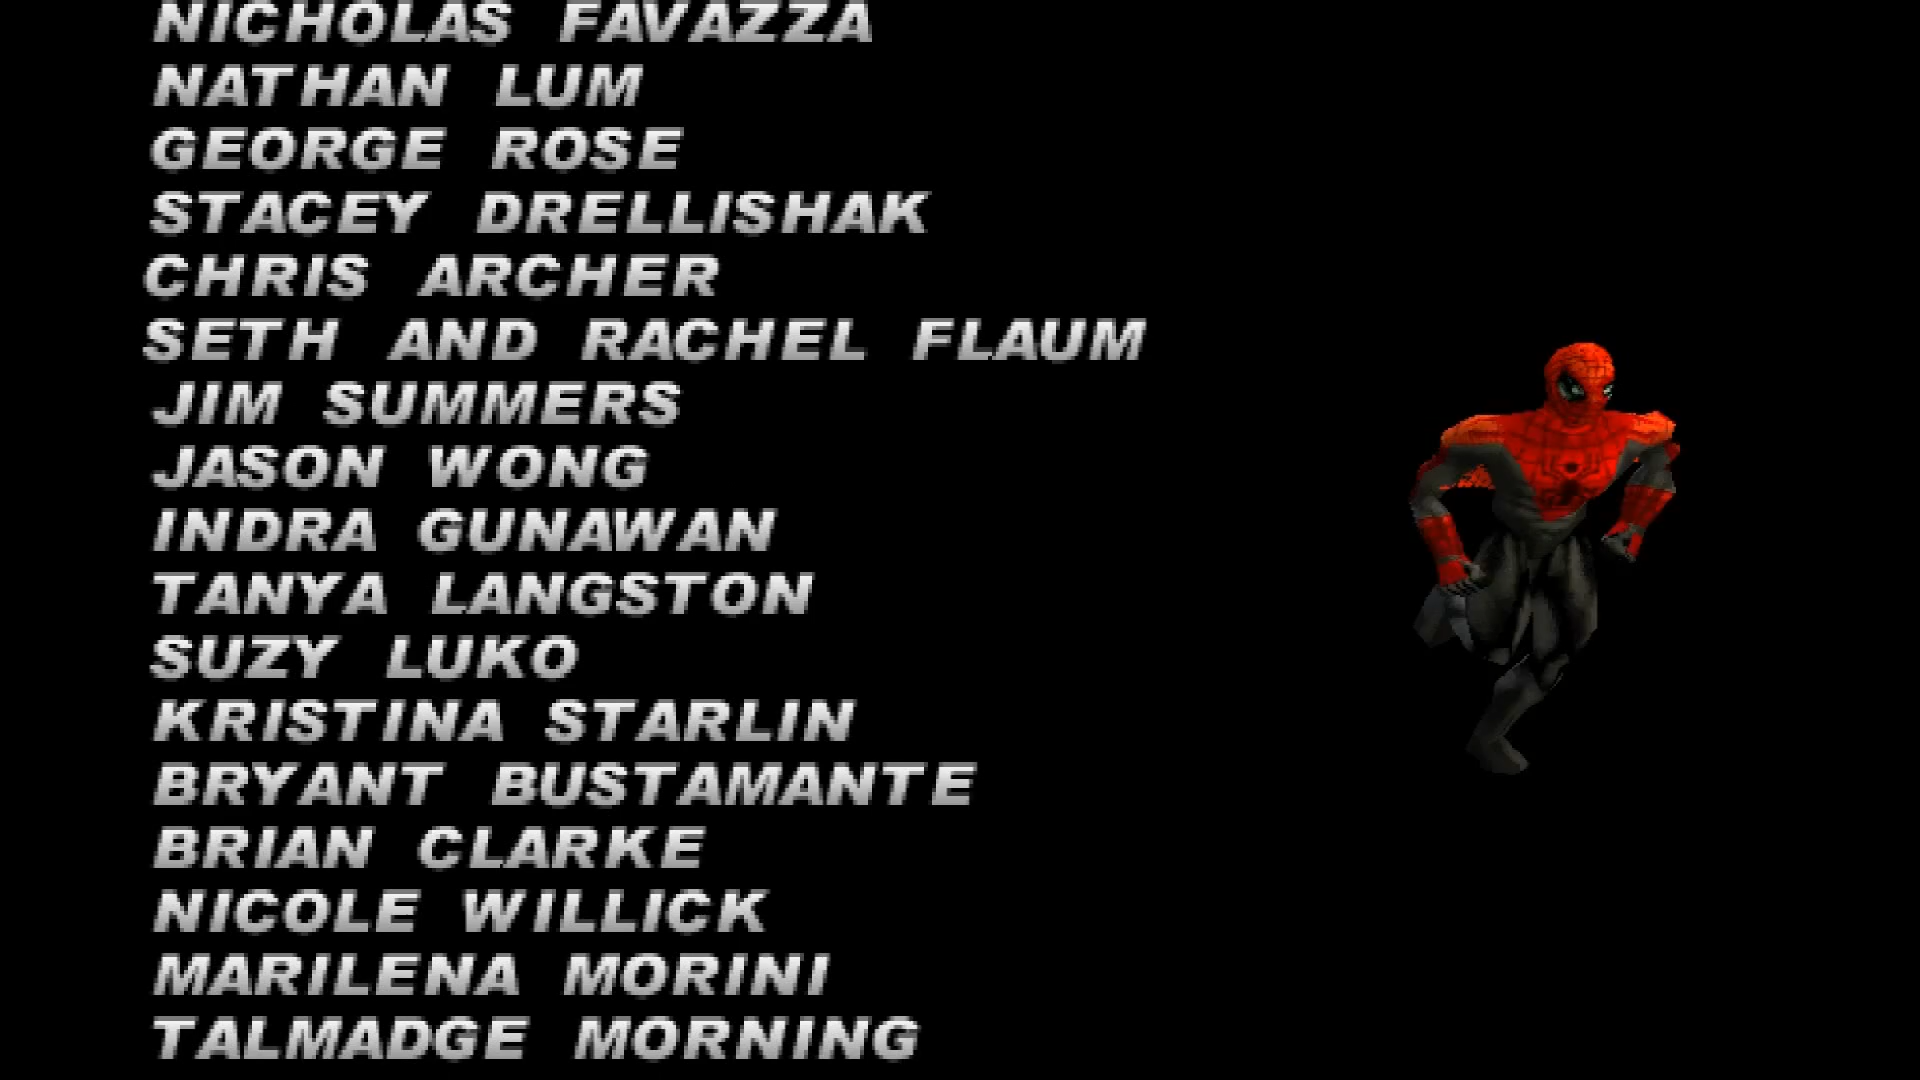 NICHOLAS FAVAZZA
NATHAN LUM
GEORGE ROSE
STACEY DRELLISHAK
CHRIS ARCHER
SETH AND RACHEL FLAUM
JIM SUMMERS
JASON WONG
INDRA GUNAWAN
TANYA LANGSTON
SUZY LUKO
KRISTINA STARLIN
BRYANT BUSTAMANTE
BRIAN CLARKE
NICOLE WILLICK
MARILENA MORINI
TALMADGE MORNING